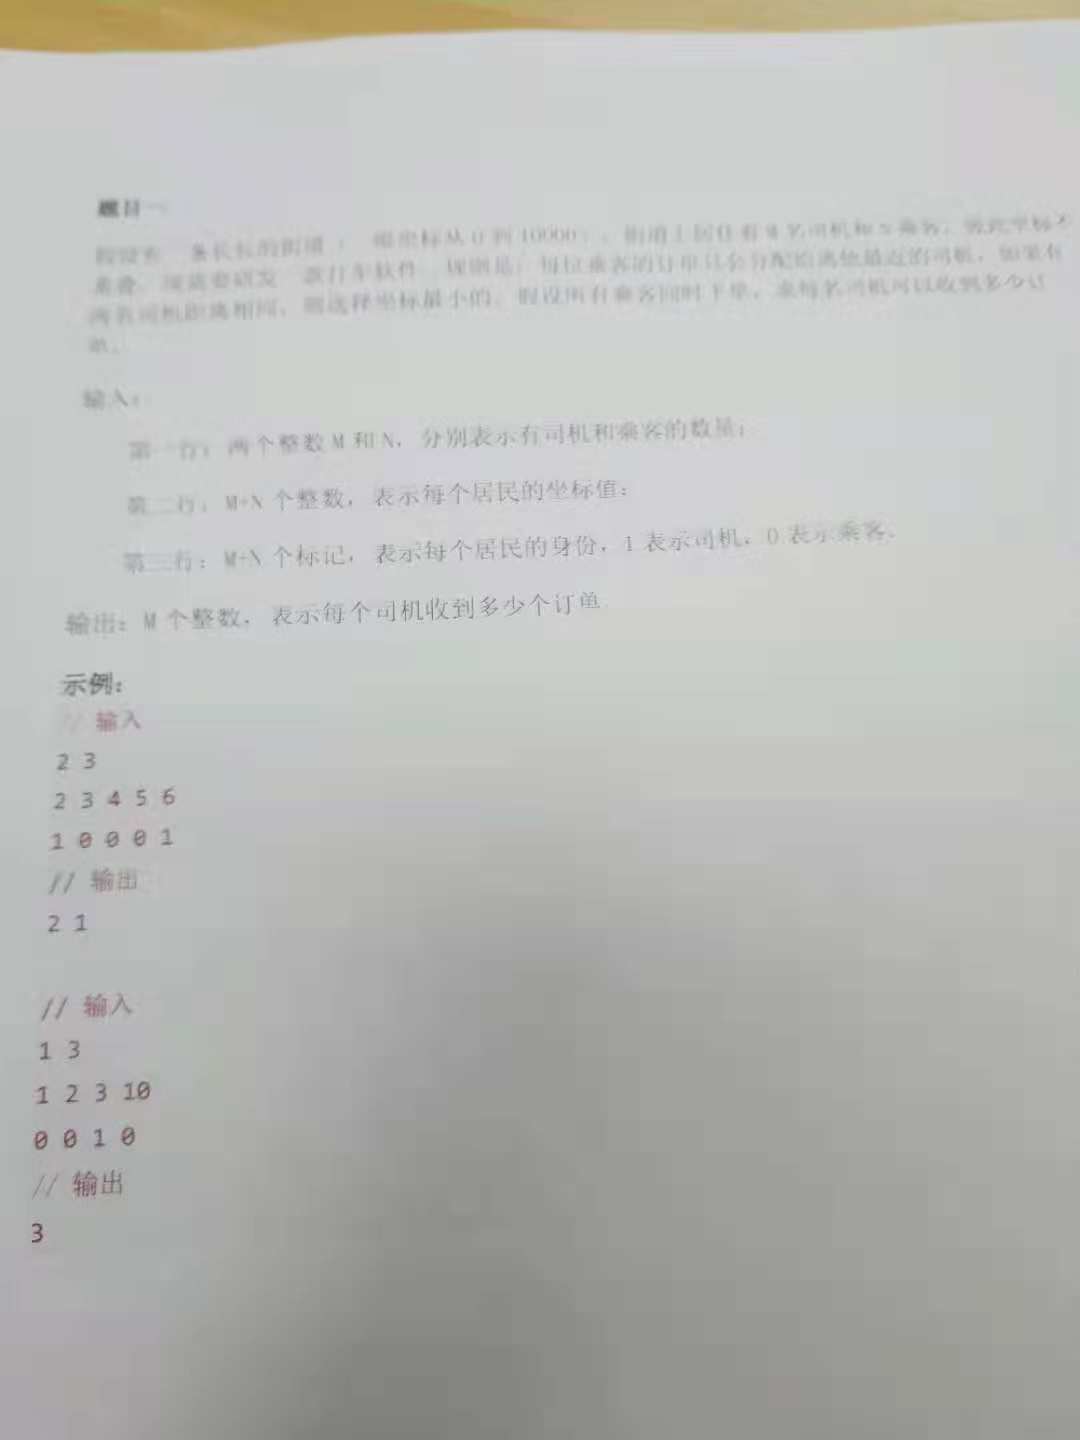 题目一
假设有一条长长的街道（一维坐标从 0 到 10000），街道上居住着 M 名司机和 N 乘客，彼此坐标不
重叠。现需要研发一款打车软件，规则是：每位乘客的订单只会分配给离他最近的司机，如果有
两名司机距离相同，则选择坐标最小的。假设所有乘客同时下单，求每名司机可以收到多少订
单。
输入：
第一行：两个整数 M 和 N，分别表示有司机和乘客的数量；
第二行：M+N 个整数，表示每个居民的坐标值；
第三行：M+N 个标记，表示每个居民的身份，1 表示司机，0 表示乘客.
输出：M 个整数，表示每个司机收到多少个订单
示例：
// 输入
2 3
2 3 4 5 6
1 0 0 0 1
// 输出
2 1
// 输入
1 3
1 2 3 10
0 0 1 0
// 输出
3